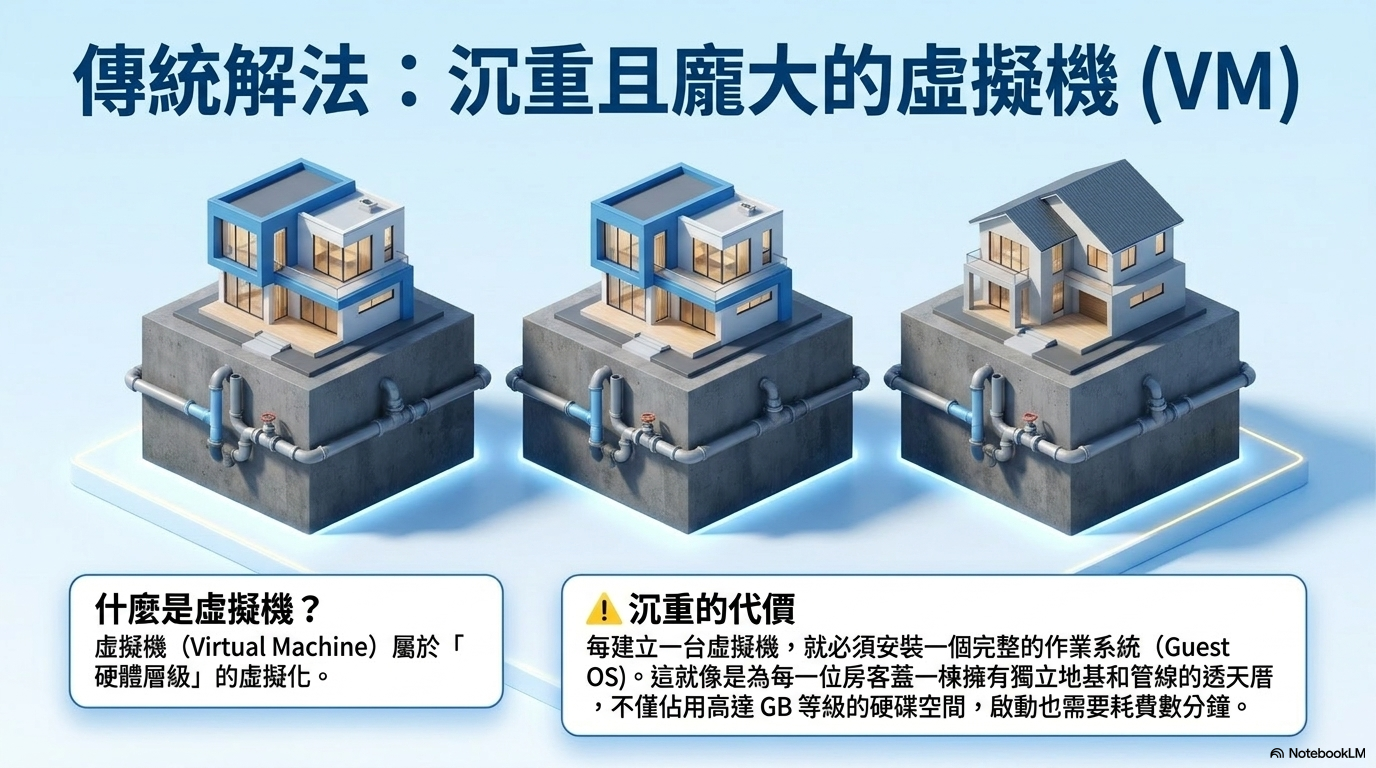 傳統解法：沉重且龐大的虛擬機 (VM)
什麼是虛擬機？
虛擬機（Virtual Machine）屬於「
硬體層級」的虛擬化。
沉重的代價
每建立一台虛擬機，就必須安裝一個完整的作業系統（Guest
OS)。這就像是為每一位房客蓋一棟擁有獨立地基和管線的透天厝
，不僅佔用高達 GB 等級的硬碟空間，啟動也需要耗費數分鐘。
NotebookLM